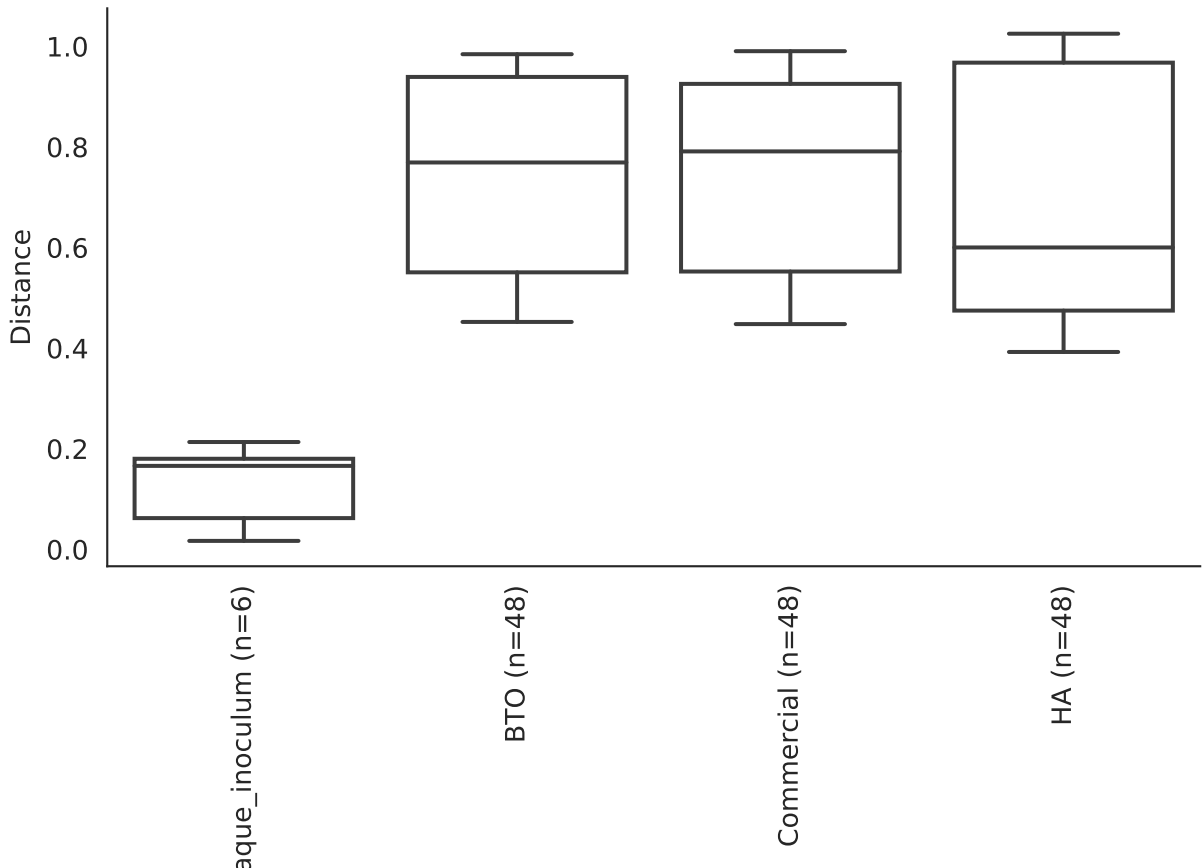 1.0
0.8
0.6
0.4
0.2
0.0
Distance
aque_inoculum (n=6)
BTO (n=48)
Commercial (n=48)
HA (n=48)